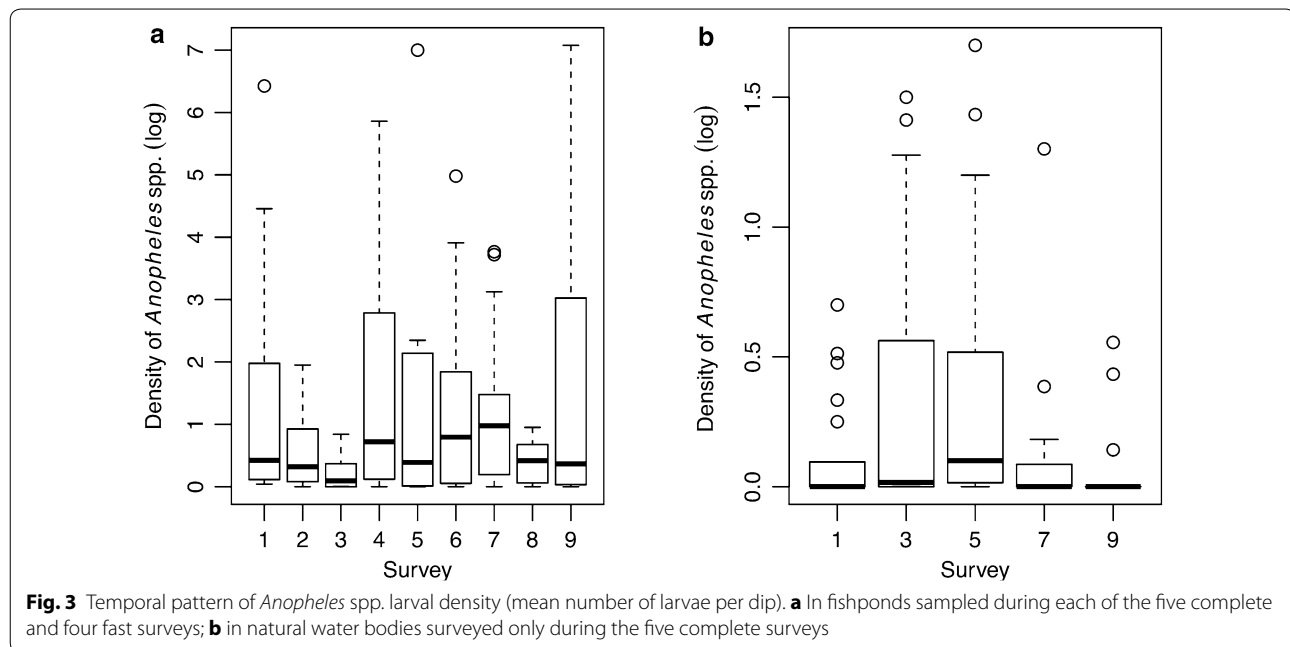 a
Density of Anopheles spp. (log)
7
6
5
4
3
2
1
0
1 2 3 4 5 6 7 8 9
Survey
b
Density of Anopheles spp. (log)
1.5
1.0
0.5
0.0
1 3 5 7 9
Survey
Fig. 3 Temporal pattern of Anopheles spp. larval density (mean number of larvae per dip). a In fishponds sampled during each of the five complete
and four fast surveys; b in natural water bodies surveyed only during the five complete surveys